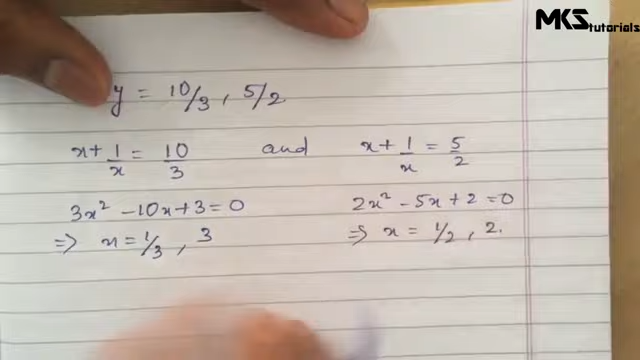 MKS tutorials
y = 10/3, 5/2
x + 1/x = 10/3 and x + 1/x = 5/2
3x² - 10x + 3 = 0 2x² - 5x + 2 = 0
⇒ x = 1/3, 3 ⇒ x = 1/2, 2.